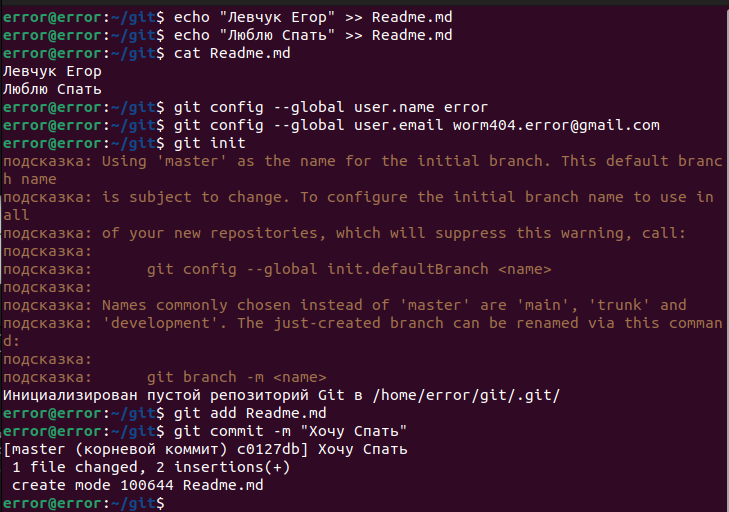 error@error:~/git$ echo "Левчук Егор" >> Readme.md
error@error:~/git$ echo "Люблю Спать" >> Readme.md
error@error:~/git$ cat Readme.md
Левчук Егор
Люблю Спать
error@error:~/git$ git config --global user.name error
error@error:~/git$ git config --global user.email worm404.error@gmail.com
error@error:~/git$ git init
подсказка: Using 'master' as the name for the initial branch. This default branc
h name
подсказка: is subject to change. To configure the initial branch name to use in
all
подсказка: of your new repositories, which will suppress this warning, call:
подсказка:
подсказка:      git config --global init.defaultBranch <name>
подсказка:
подсказка: Names commonly chosen instead of 'master' are 'main', 'trunk' and
подсказка: 'development'. The just-created branch can be renamed via this comman
d:
подсказка:
подсказка:      git branch -m <name>
Инициализирован пустой репозиторий Git в /home/error/git/.git/
error@error:~/git$ git add Readme.md
error@error:~/git$ git commit -m "Хочу Спать"
[master (корневой коммит) c0127db] Хочу Спать
 1 file changed, 2 insertions(+)
 create mode 100644 Readme.md
error@error:~/git$